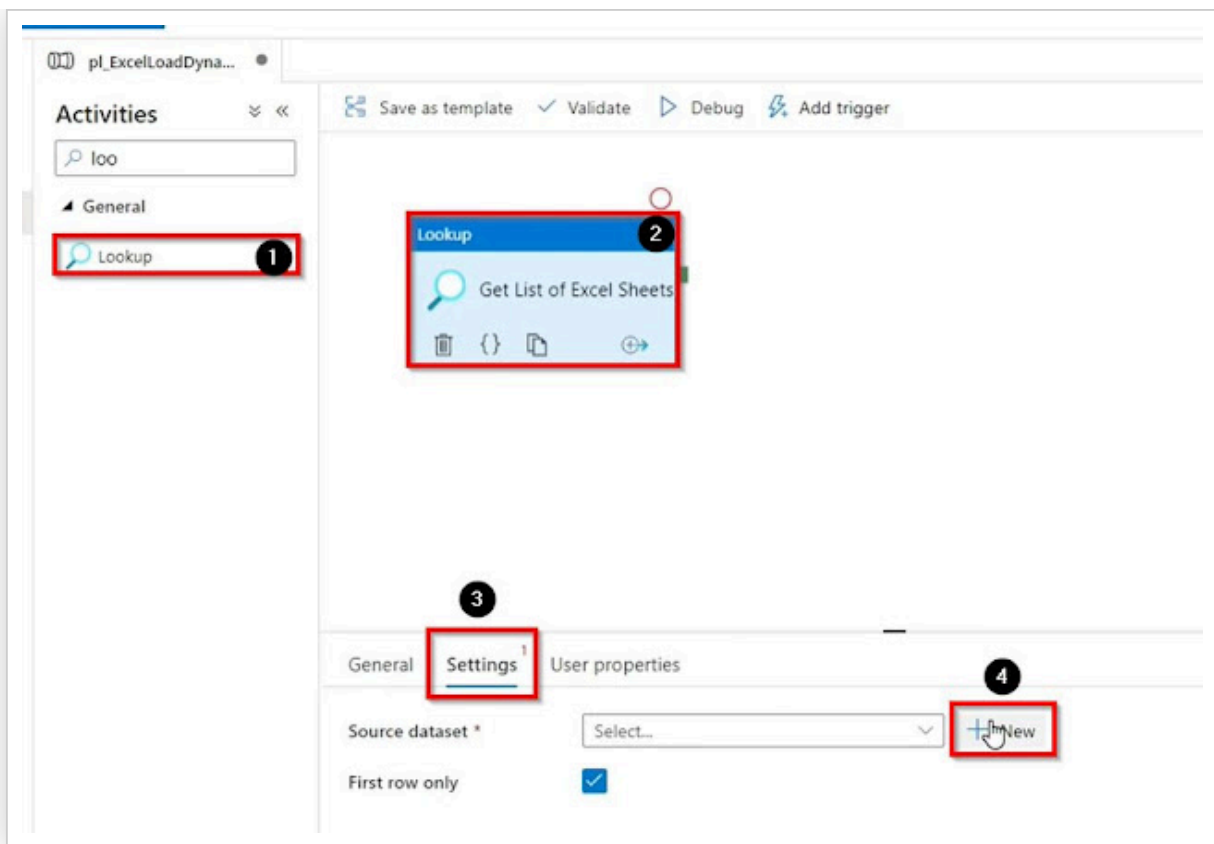 pl_ExcelLoadDyna...
Activities
Save as template Validate Debug Add trigger
loo
General
Lookup 1
Lookup 2
Get List of Excel Sheets
{}
3
General Settings 1 User properties
4
Source dataset * Select... New
First row only